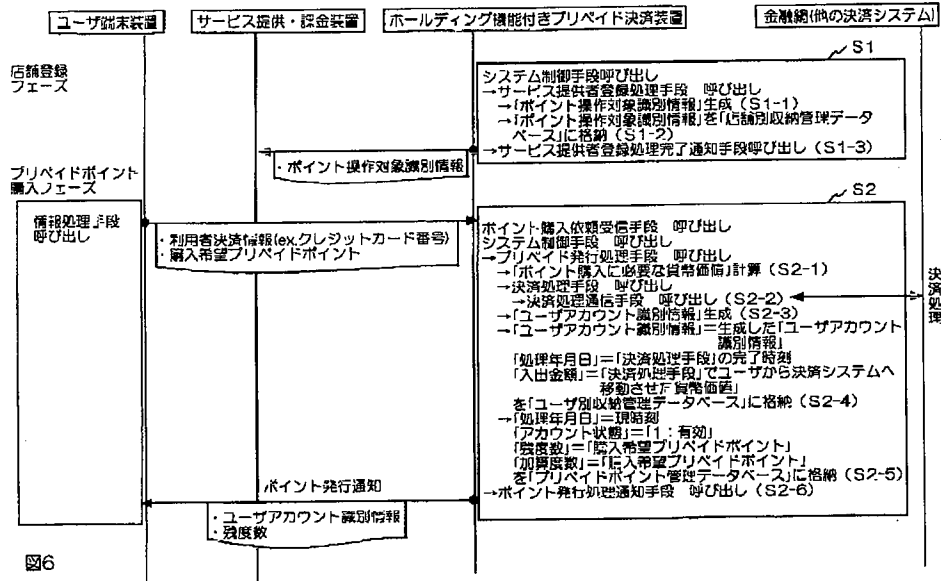 ユーザ端末装置
サービス提供・課金装置
ホールディング機能付きプリペイド決済装置
金融網(他の決済システム)
店舗登録
フェーズ
S1
システム制御手段呼び出し
→サービス提供者登録処理手段 呼び出し
→「ポイント操作対象識別情報」生成(S1-1)
→「ポイント操作対象識別情報」を「店舗別収納管理データ
ベース」に格納(S1-2)
→サービス提供者登録処理完了通知手段呼び出し(S1-3)
・ポイント操作対象識別情報
プリペイドポイント
購入フェーズ
S2
情報処理手段
呼び出し
・利用者決済情報(ex.クレジットカード番号)
・購入希望プリペイドポイント
ポイント購入依頼受信手段 呼び出し
システム制御手段 呼び出し
→プリペイド発行処理手段 呼び出し
→「ポイント購入に必要な貨幣価値」計算(S2-1)
→決済処理手段 呼び出し
→決済処理通信手段 呼び出し(S2-2)
決済処理
→「ユーザアカウント識別情報」生成(S2-3)
→「ユーザアカウント識別情報」=生成した「ユーザアカウント
識別情報」
「処理年月日」=「決済処理手段」の完了時刻
「入出金額」=「決済処理手段」でユーザから決済システムへ
移動させた貨幣価値」
を「ユーザ別収納管理データベース」に格納(S2-4)
→「処理年月日」=現時刻
「アカウント状態」=「1:有効」
「残度数」=「購入希望プリペイドポイント」
「加算度数」=「購入希望プリペイドポイント」
を「プリペイドポイント管理データベース」に格納(S2-5)
→ポイント発行処理通知手段 呼び出し(S2-6)
ポイント発行通知
・ユーザアカウント識別情報
・残度数
図6